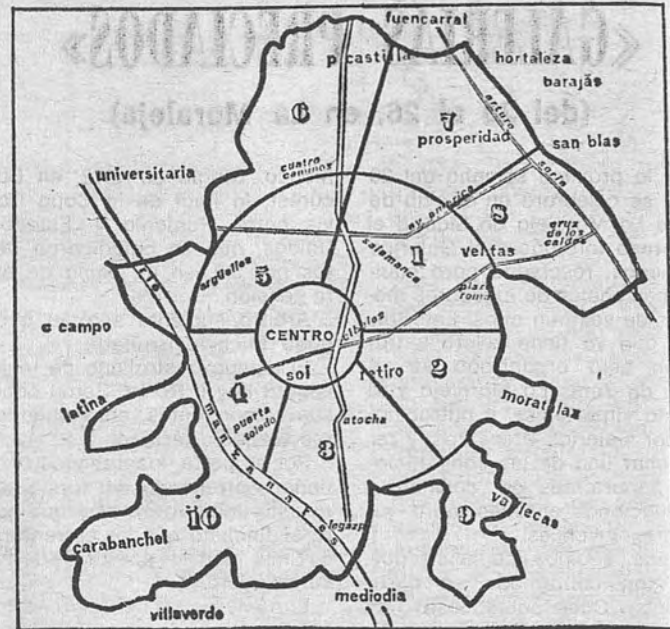 fuencarral
p castilla
hortaleza
barajas
6
arturo
7
prosperidad
san blas
soria
universitaria
cuatro
caminos
av. america
8
cruz
de los
caidos
1
salamanca
ventas
argüelles
5
plaza
roma
rio
cibeles
c campo
CENTRO
sol
retiro
2
4
latina
puerta
toledo
atocha
moratalaz
3
manzanares
vallecas
10
legazpi
9
carabanchel
mediodia
villaverde